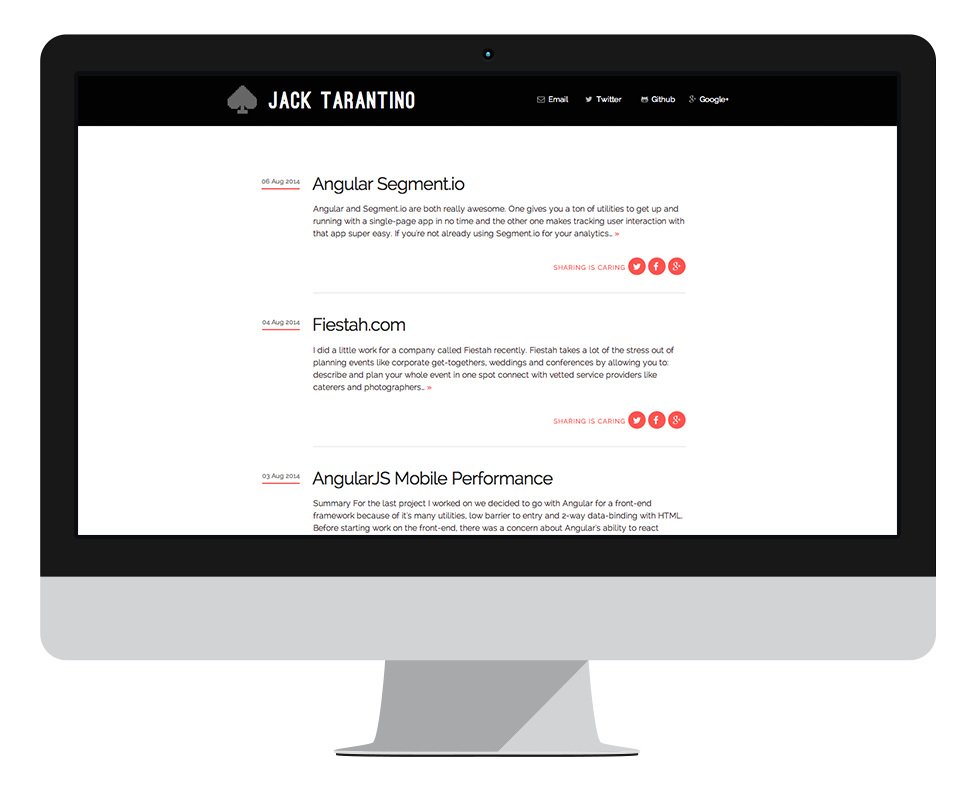 JACK TARANTINO
Email Twitter Github Google+
06 Aug 2014
Angular Segment.io
Angular and Segment.io are both really awesome. One gives you a ton of utilities to get up and
running with a single-page app in no time and the other one makes tracking user interaction with
that app super easy. If you're not already using Segment.io for your analytics… »
SHARING IS CARING
04 Aug 2014
Fiestah.com
I did a little work for a company called Fiestah recently. Fiestah takes a lot of the stress out of
planning events like corporate get-togethers, weddings and conferences by allowing you to:
describe and plan your whole event in one spot connect with vetted service providers like
caterers and photographers… »
SHARING IS CARING
03 Aug 2014
AngularJS Mobile Performance
Summary For the last project I worked on we decided to go with Angular for a front-end
framework because of it's many utilities, low barrier to entry and 2-way data-binding with HTML.
Before starting work on the front-end, there was a concern about Angular's ability to react